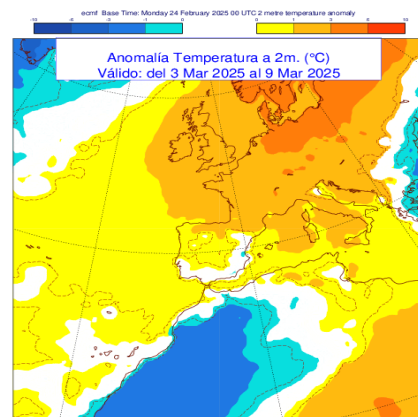 ecmf Base Time: Monday 24 February 2025 00 UTC 2 metre temperature anomaly
Anomalía Temperatura a 2m. (°C)
Válido: del 3 Mar 2025 al 9 Mar 2025